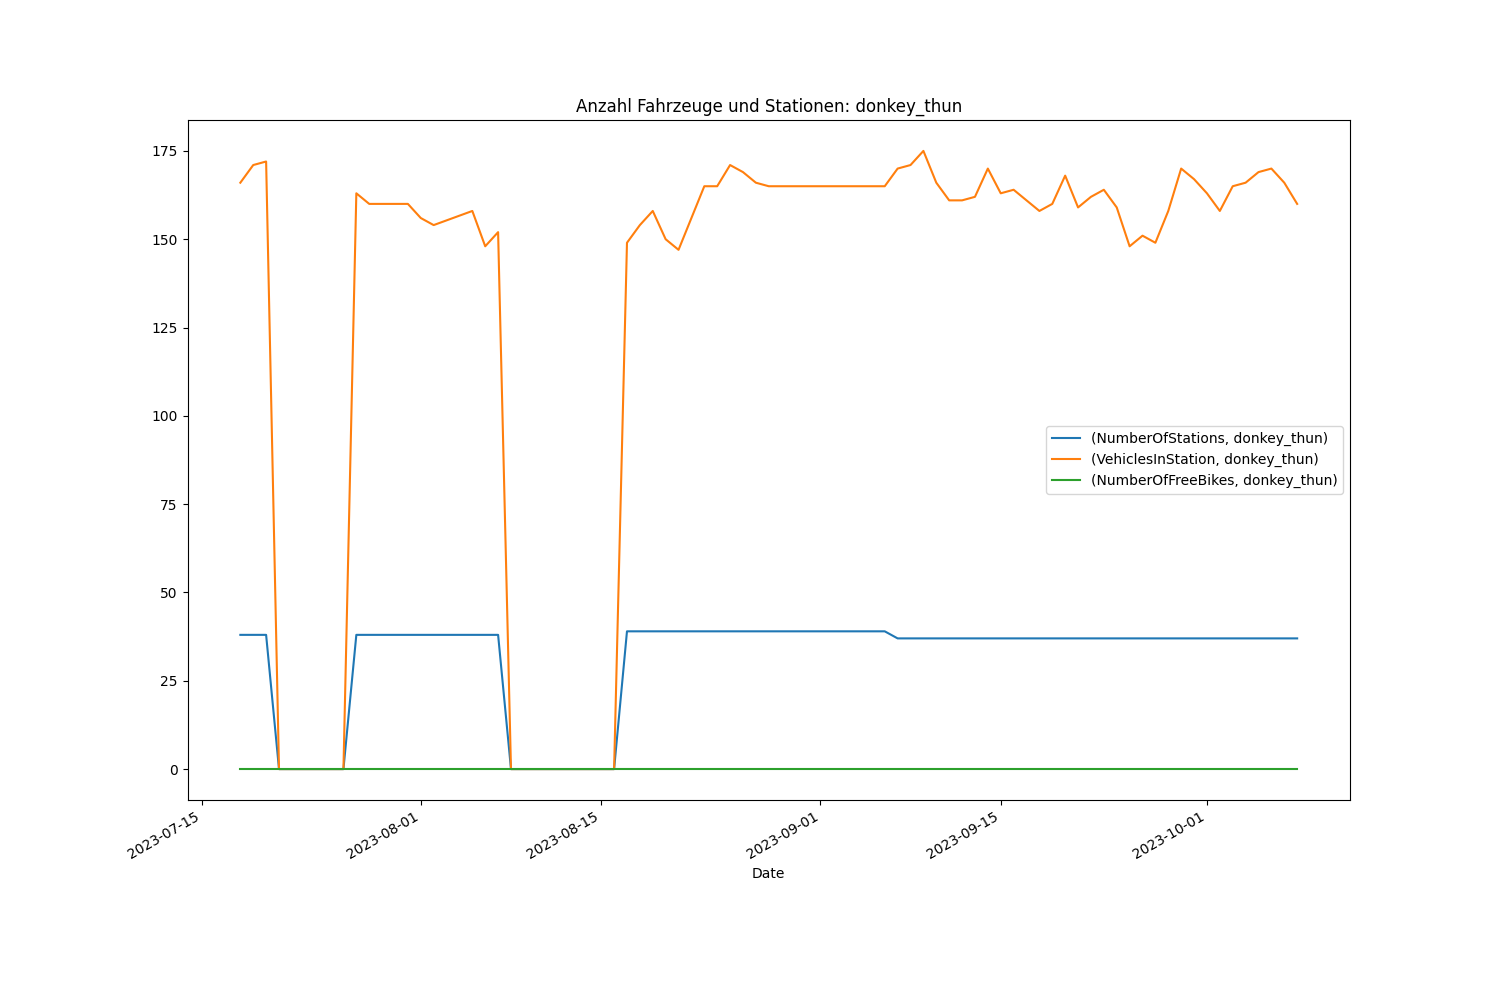 Anzahl Fahrzeuge und Stationen: donkey_thun
175
150
125
100
75
50
25
0
(NumberOfStations, donkey_thun)
(VehiclesInStation, donkey_thun)
(NumberOfFreeBikes, donkey_thun)
2023-07-15
2023-08-01
2023-08-15
2023-09-01
2023-09-15
2023-10-01
Date